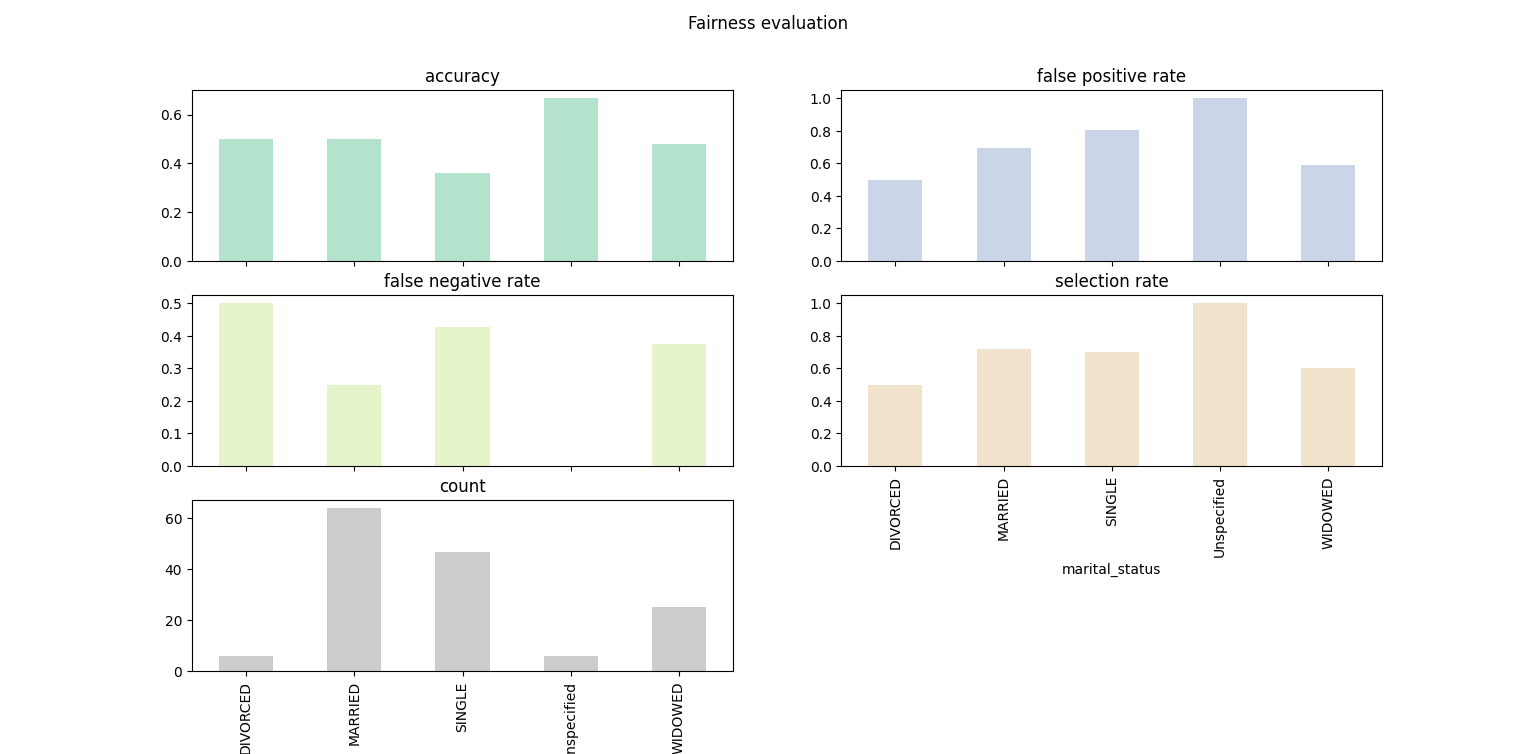 Fairness evaluation
accuracy
0.6
0.4
0.2
0.0
false positive rate
1.0
0.8
0.6
0.4
0.2
0.0
false negative rate
0.5
0.4
0.3
0.2
0.1
0.0
selection rate
1.0
0.8
0.6
0.4
0.2
0.0
DIVORCED
MARRIED
SINGLE
Unspecified
WIDOWED
marital_status
count
60
40
20
0
DIVORCED
MARRIED
SINGLE
nspecified
WIDOWED